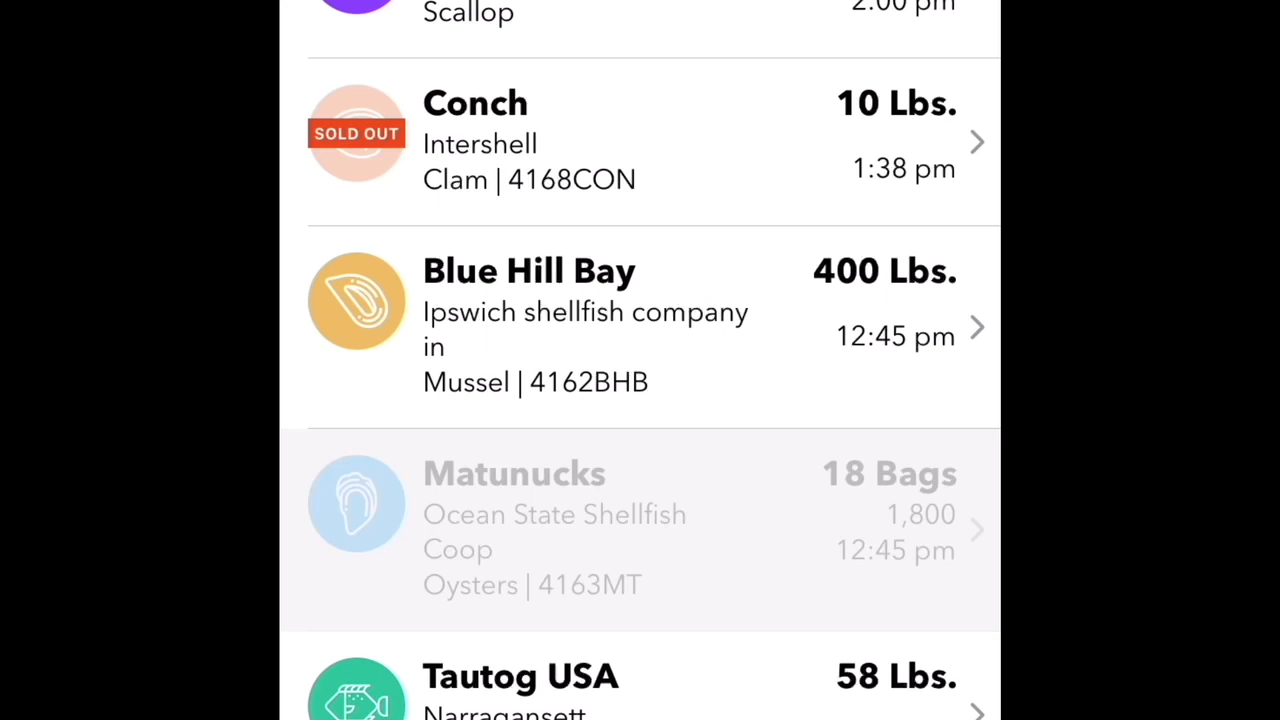 Scallop
2:00 pm
Conch
10 Lbs.
SOLD OUT
Intershell
1:38 pm
Clam | 4168CON
Blue Hill Bay
400 Lbs.
Ipswich shellfish company
in
12:45 pm
Mussel | 4162BHB
Matunucks
18 Bags
Ocean State Shellfish
1,800
Coop
12:45 pm
Oysters | 4163MT
Tautog USA
58 Lbs.
Narragansett